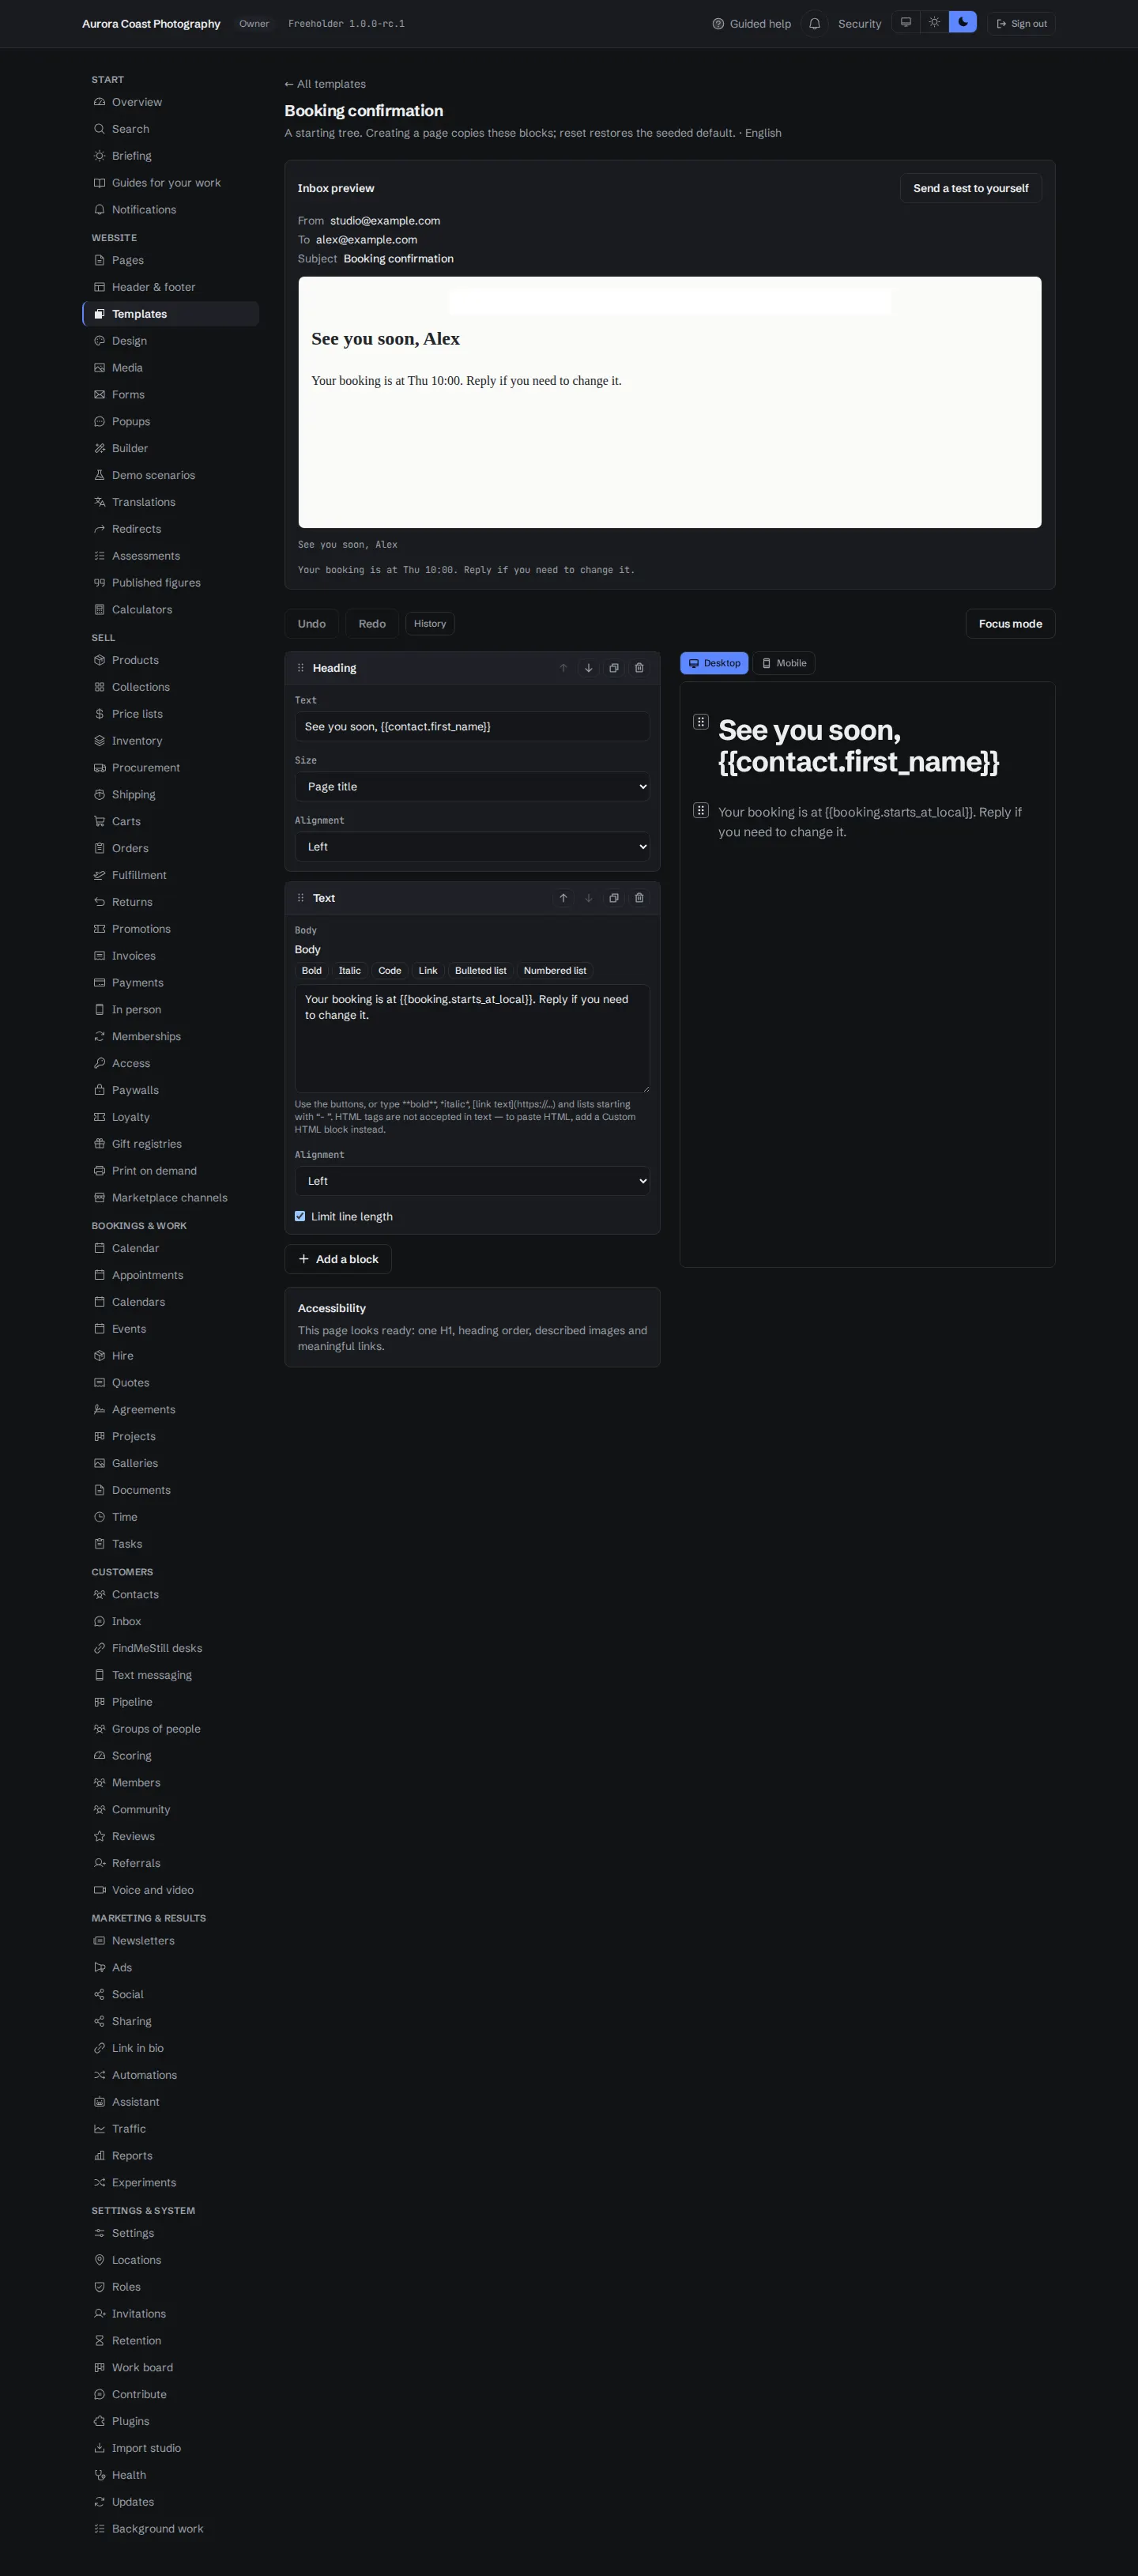 Aurora Coast Photography
Owner
Freeholder 1.0.0-rc.1
Guided help
Security
Sign out
START
Overview
Search
Briefing
Guides for your work
Notifications
WEBSITE
Pages
Header & footer
Templates
Design
Media
Forms
Popups
Builder
Demo scenarios
Translations
Redirects
Assessments
Published figures
Calculators
SELL
Products
Collections
Price lists
Inventory
Procurement
Shipping
Carts
Orders
Fulfillment
Returns
Promotions
Invoices
Payments
In person
Memberships
Access
Paywalls
Loyalty
Gift registries
Print on demand
Marketplace channels
BOOKINGS & WORK
Calendar
Appointments
Calendars
Events
Hire
Quotes
Agreements
Projects
Galleries
Documents
Time
Tasks
CUSTOMERS
Contacts
Inbox
FindMeStill desks
Text messaging
Pipeline
Groups of people
Scoring
Members
Community
Reviews
Referrals
Voice and video
MARKETING & RESULTS
Newsletters
Ads
Social
Sharing
Link in bio
Automations
Assistant
Traffic
Reports
Experiments
SETTINGS & SYSTEM
Settings
Locations
Roles
Invitations
Retention
Work board
Contribute
Plugins
Import studio
Health
Updates
Background work
← All templates
Booking confirmation
A starting tree. Creating a page copies these blocks; reset restores the seeded default. · English
Inbox preview
Send a test to yourself
From studio@example.com
To alex@example.com
Subject Booking confirmation
See you soon, Alex
Your booking is at Thu 10:00. Reply if you need to change it.
See you soon, Alex
Your booking is at Thu 10:00. Reply if you need to change it.
Undo
Redo
History
Focus mode
Heading
Text
See you soon, {{contact.first_name}}
Size
Page title
Alignment
Left
Text
Body
Body
Bold
Italic
Code
Link
Bulleted list
Numbered list
Your booking is at {{booking.starts_at_local}}. Reply if you need
to change it.
Use the buttons, or type **bold**, *italic*, [link text](https://…) and lists starting
with “- ”. HTML tags are not accepted in text — to paste HTML, add a Custom
HTML block instead.
Alignment
Left
Limit line length
+ Add a block
Accessibility
This page looks ready: one H1, heading order, described images and
meaningful links.
Desktop
Mobile
See you soon,
{{contact.first_name}}
Your booking is at {{booking.starts_at_local}}. Reply if
you need to change it.